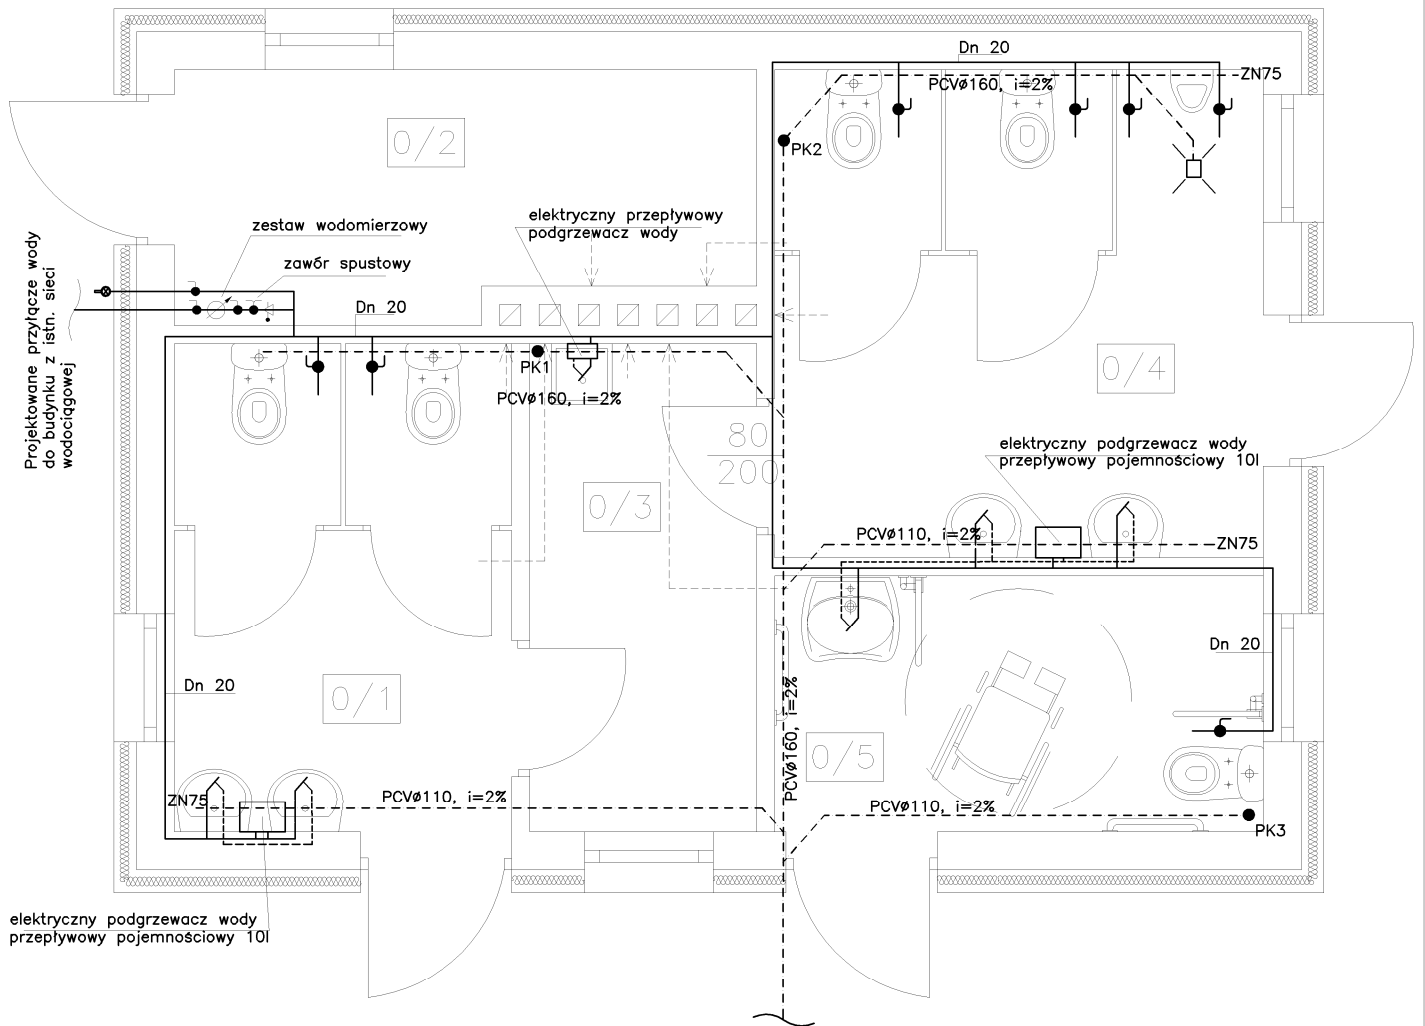 Dn 20
PCVø160, i=2%
ZN75
0/2
PK2
zestaw wodomierzowy
elektryczny przepływowy
podgrzewacz wody
zawór spustowy
Projektowane przyłącze wody
do budynku z istn. sieci
wodociągowej
Dn 20
PK1
PCVø160, i=2%
0/4
80
200
elektryczny podgrzewacz wody
przepływowy pojemnościowy 10l
0/3
PCVø110, i=2%
ZN75
Dn 20
Dn 20
0/1
PCVø160, i=2%
0/5
ZN75
PCVø110, i=2%
PCVø110, i=2%
PK3
elektryczny podgrzewacz wody
przepływowy pojemnościowy 10l